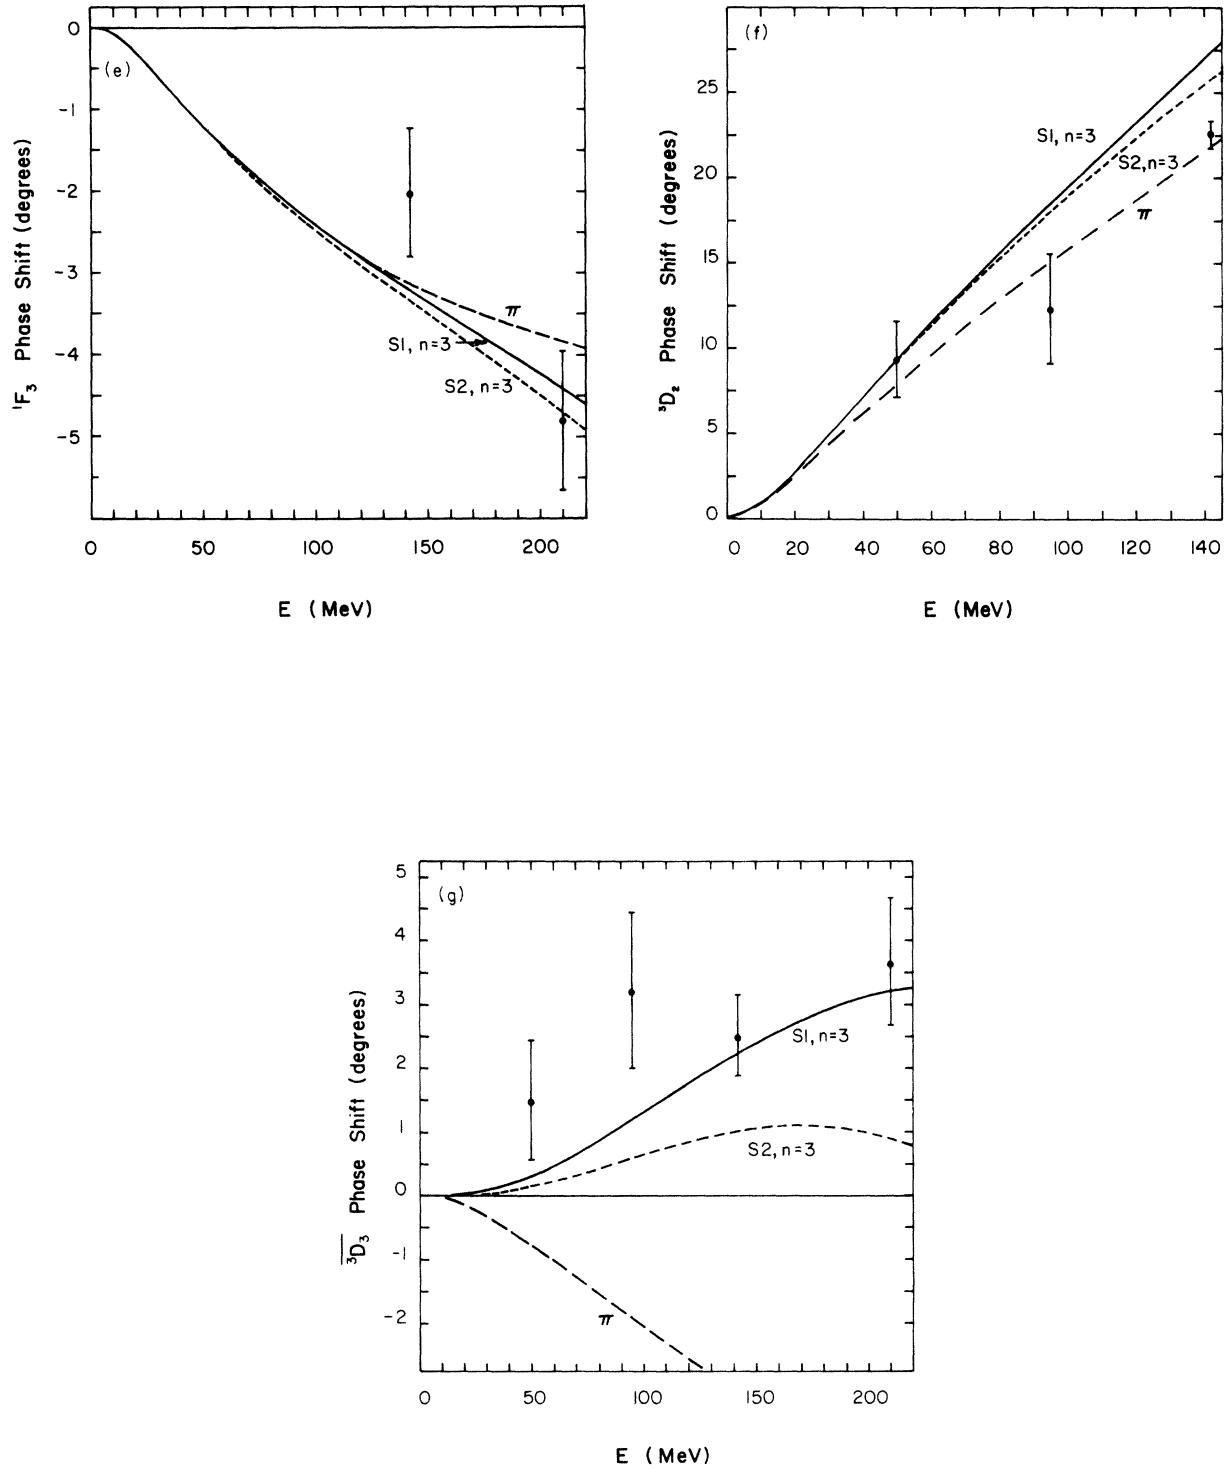 (e)
¹F₃ Phase Shift (degrees)
0
-1
-2
-3
-4
-5
π
S1, n=3
S2, n=3
0 50 100 150 200
E (MeV)
(f)
³D₂ Phase Shift (degrees)
25
20
15
10
5
0
S1, n=3
S2, n=3
π
0 20 40 60 80 100 120 140
E (MeV)
(g)
³D₃ Phase Shift (degrees)
5
4
3
2
1
0
-1
-2
S1, n=3
S2, n=3
π
0 50 100 150 200
E (MeV)